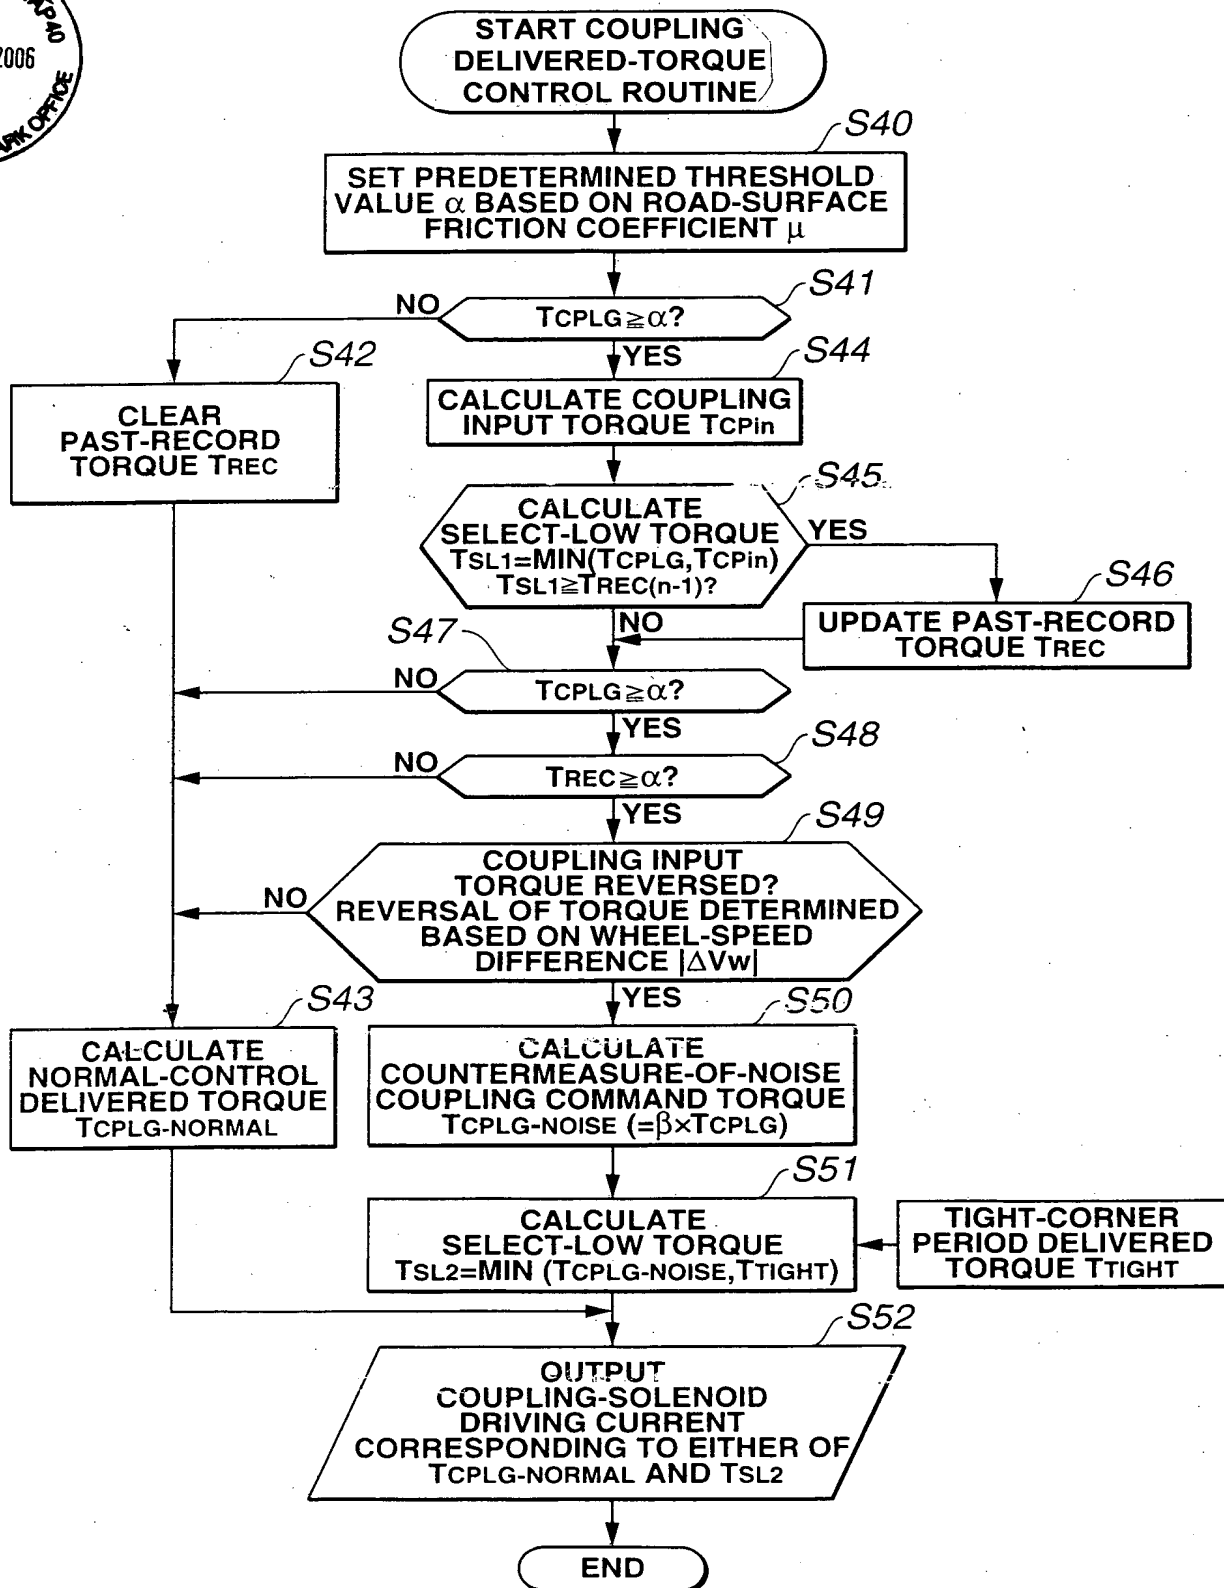 2006
START COUPLING
DELIVERED-TORQUE
CONTROL ROUTINE
S40
SET PREDETERMINED THRESHOLD
VALUE α BASED ON ROAD-SURFACE
FRICTION COEFFICIENT μ
S41
NO
TCPLG≧α?
YES
S42
CLEAR
PAST-RECORD
TORQUE TREC
S44
CALCULATE COUPLING
INPUT TORQUE TCPin
S45
CALCULATE
SELECT-LOW TORQUE
TSL1=MIN(TCPLG,TCPin)
TSL1≧TREC(n-1)?
YES
NO
S46
UPDATE PAST-RECORD
TORQUE TREC
S47
NO
TCPLG≧α?
YES
S48
NO
TREC≧α?
YES
S49
NO
COUPLING INPUT
TORQUE REVERSED?
REVERSAL OF TORQUE DETERMINED
BASED ON WHEEL-SPEED
DIFFERENCE |ΔVw|
YES
S43
CALCULATE
NORMAL-CONTROL
DELIVERED TORQUE
TCPLG-NORMAL
S50
CALCULATE
COUNTERMEASURE-OF-NOISE
COUPLING COMMAND TORQUE
TCPLG-NOISE (=β×TCPLG)
S51
CALCULATE
SELECT-LOW TORQUE
TSL2=MIN (TCPLG-NOISE,TTIGHT)
TIGHT-CORNER
PERIOD DELIVERED
TORQUE TTIGHT
S52
OUTPUT
COUPLING-SOLENOID
DRIVING CURRENT
CORRESPONDING TO EITHER OF
TCPLG-NORMAL AND TSL2
END